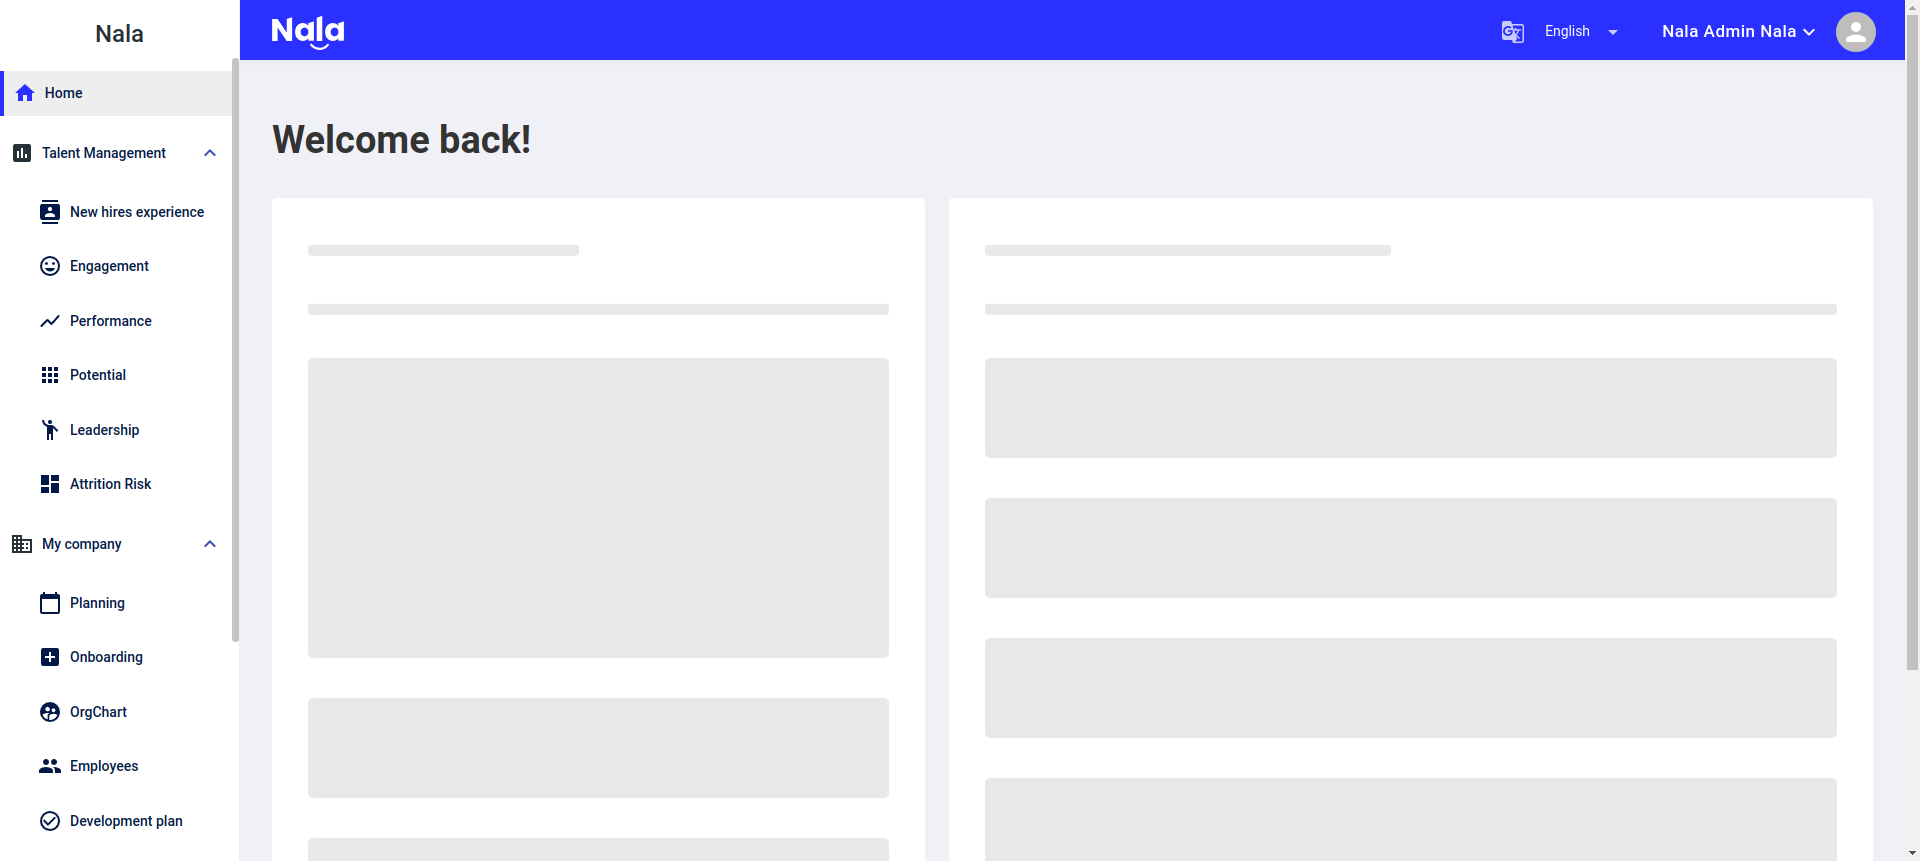 Nala
Home
Talent Management
New hires experience
Engagement
Performance
Potential
Leadership
Attrition Risk
My company
Planning
Onboarding
OrgChart
Employees
Development plan
Nala
English
Nala Admin Nala
Welcome back!